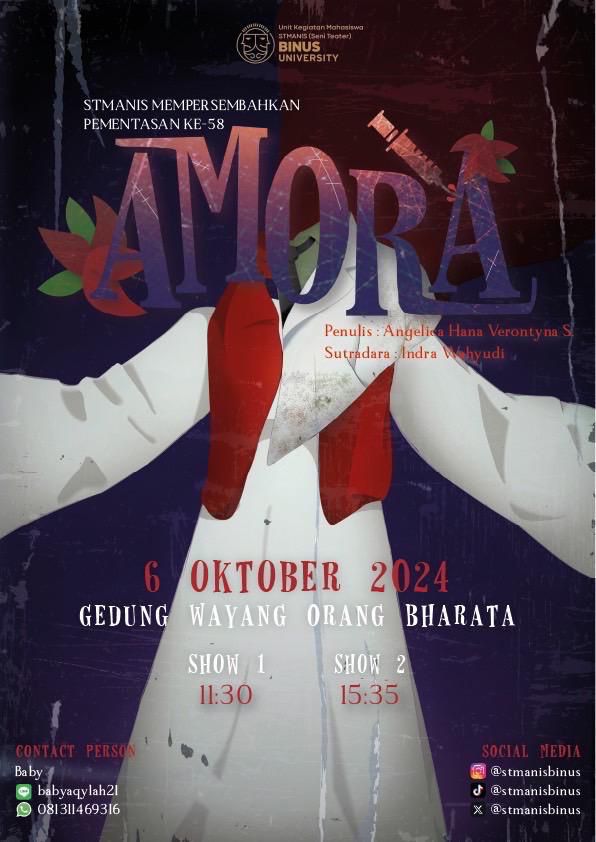 Unit Kegiatan Mahasiswa
STMANIS (Seni Teater)
BINUS
UNIVERSITY
STMANIS MEMPERSEMBAHKAN
PEMENTASAN KE-58
AMORA
Penulis : Angelica Hana Verontyna S.
Sutradara : Indra Wahyudi
6 OKTOBER 2024
GEDUNG WAYANG ORANG BHARATA
SHOW 1
11:30
SHOW 2
15:35
CONTACT PERSON
Baby
babyaqylah21
081311469316
SOCIAL MEDIA
@stmanisbinus
@stmanisbinus
@stmanisbinus